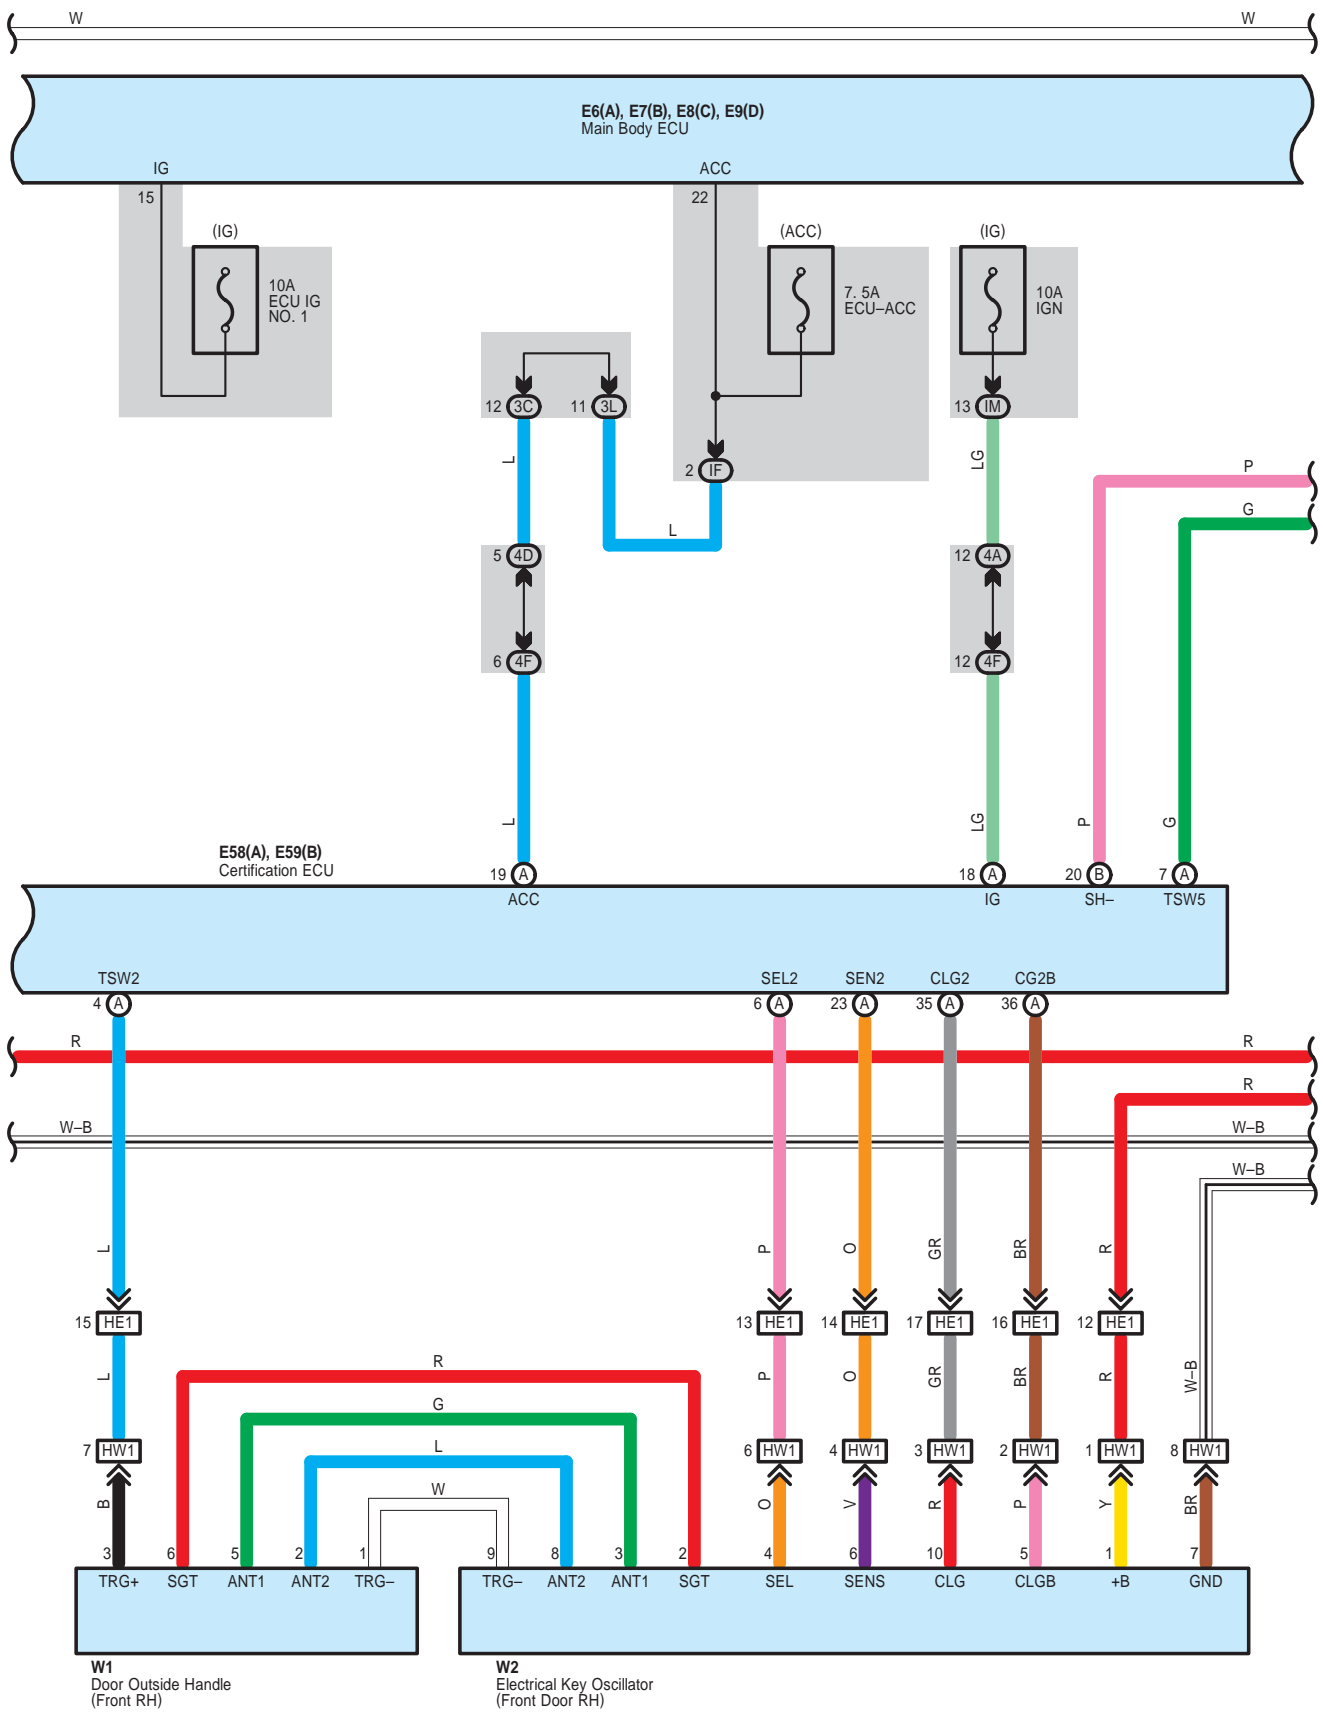 W W
E6(A), E7(B), E8(C), E9(D)
Main Body ECU
IG ACC
15 22
(IG) (ACC) (IG)
10A
ECU IG
NO. 1
7. 5A
ECU–ACC
10A
IGN
12 3C 11 3L 13 IM
L LG
2 IF
P
G
L
5 4D 12 4A
6 4F 12 4F
L LG P G
E58(A), E59(B)
Certification ECU
19 A 18 A 20 B 7 A
ACC IG SH– TSW5
TSW2 SEL2 SEN2 CLG2 CG2B
4 A 6 A 23 A 35 A 36 A
R R
R
W–B W–B
W–B
L P O GR BR R
15 HE1 13 HE1 14 HE1 17 HE1 16 HE1 12 HE1
R
L P O GR BR R W–B
G
L
7 HW1 6 HW1 4 HW1 3 HW1 2 HW1 1 HW1 8 HW1
W
B O V R P Y BR
3 6 5 2 1 9 8 3 2 4 6 10 5 1 7
TRG+ SGT ANT1 ANT2 TRG– TRG– ANT2 ANT1 SGT SEL SENS CLG CLGB +B GND
W1
Door Outside Handle
(Front RH)
W2
Electrical Key Oscillator
(Front Door RH)